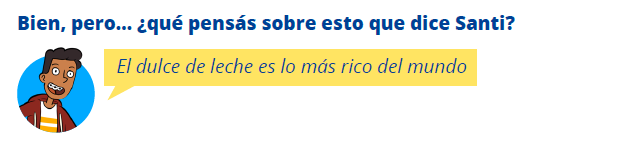 Bien, pero... ¿qué pensás sobre esto que dice Santi?
El dulce de leche es lo más rico del mundo